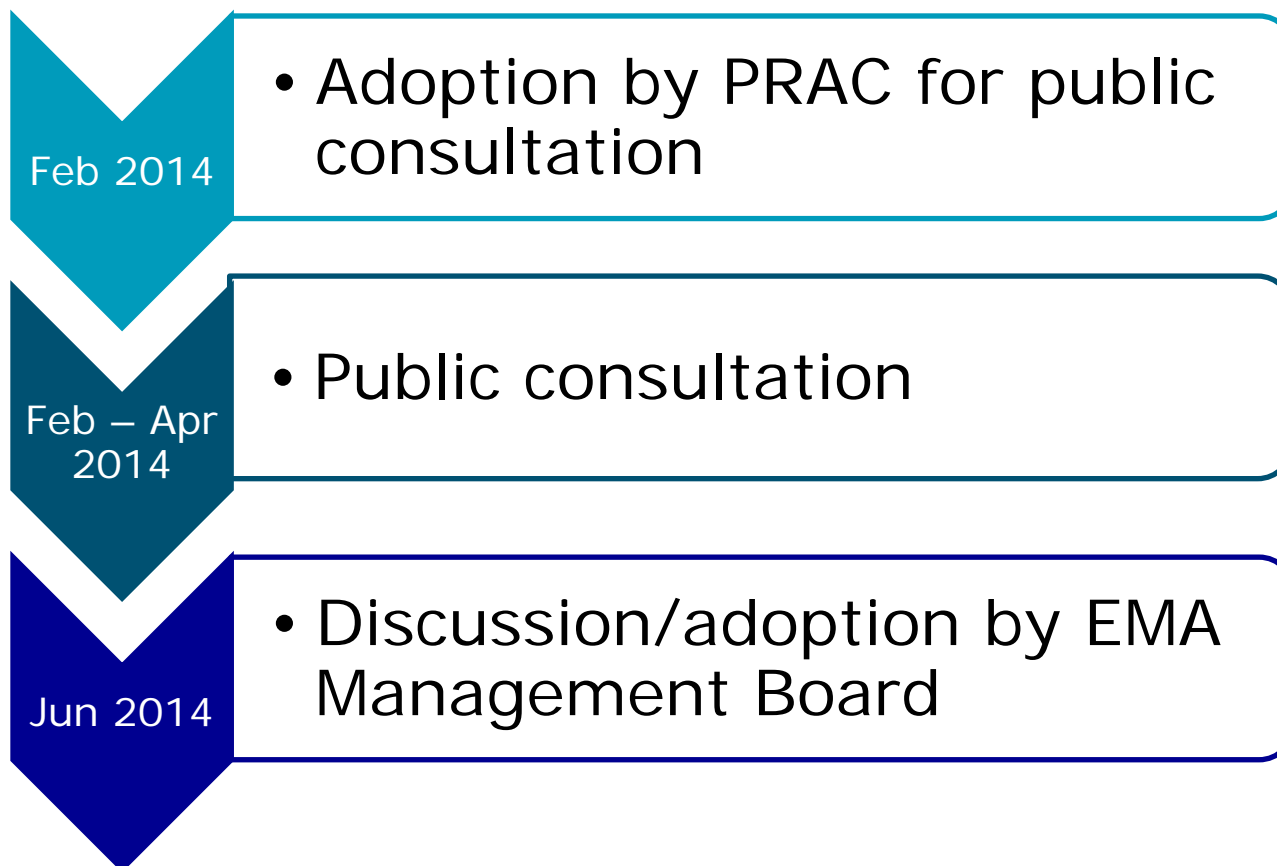 Feb 2014
• Adoption by PRAC for public
consultation
Feb – Apr
2014
• Public consultation
Jun 2014
• Discussion/adoption by EMA
Management Board